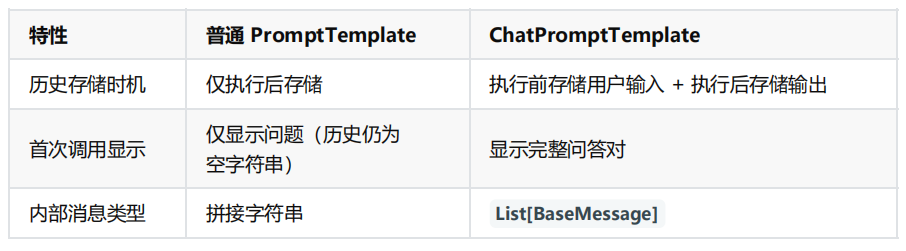 特性 普通 PromptTemplate ChatPromptTemplate
历史存储时机 仅执行后存储 执行前存储用户输入 + 执行后存储输出
首次调用显示 仅显示问题（历史仍为
空字符串） 显示完整问答对
内部消息类型 拼接字符串 List[BaseMessage]